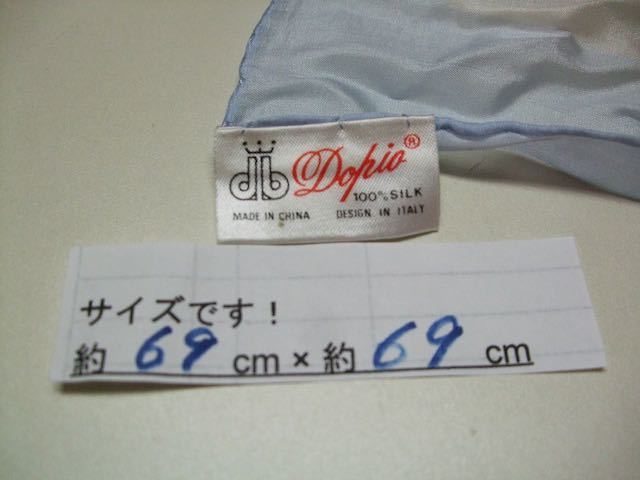 db Dopio®
100% SILK
MADE IN CHINA DESIGN. IN ITALY
サイズです!
約 69 cm × 約 69 cm